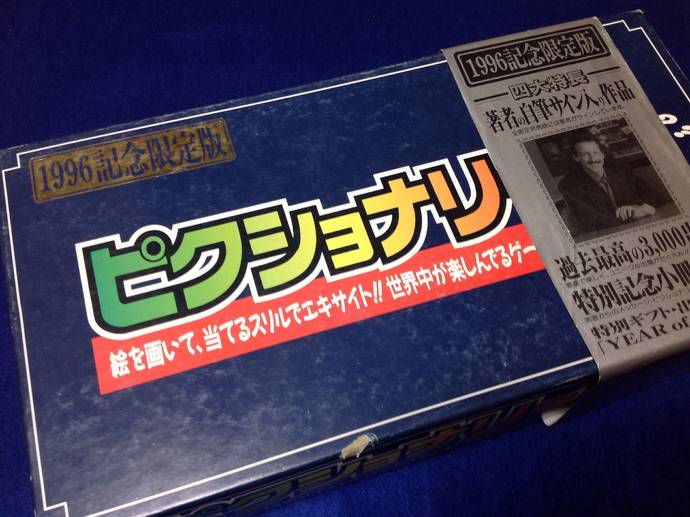 1996記念限定版
ピクショナリ
絵を画いて、当てるスリルでエキサイト!! 世界中が楽しんでるゲー
1996記念限定版
四大特長
著者の自筆サイン入り作品
過去最高の3,000
特別記念小冊
特別ギフト
「YEAR of